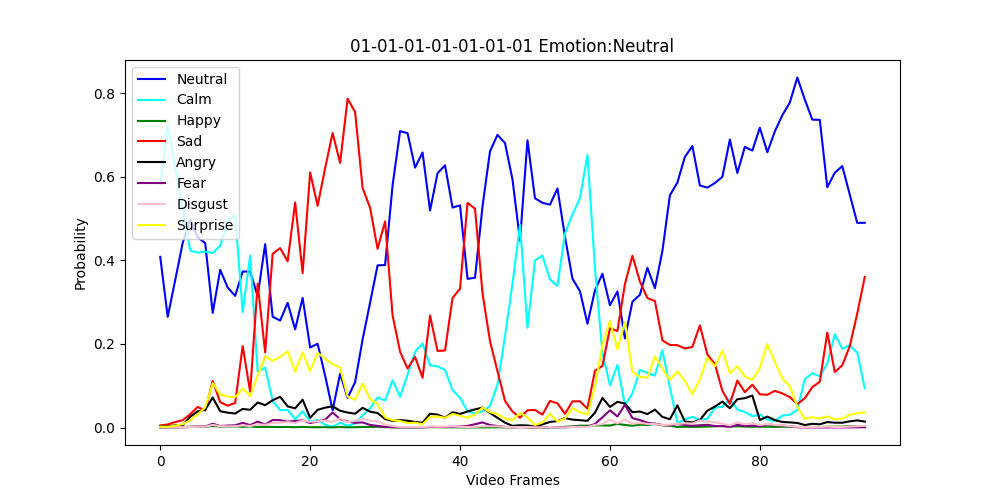 01-01-01-01-01-01-01 Emotion:Neutral
Neutral
Calm
Happy
Sad
Angry
Fear
Disgust
Surprise
Probability
0.8
0.6
0.4
0.2
0.0
0 20 40 60 80
Video Frames